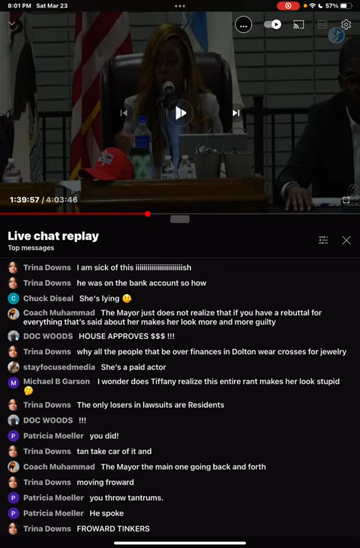 8:01 PM Sat Mar 23
57%
1:39:57 / 4:03:46
Live chat replay
Top messages
Trina Downs I am sick of this iiiiiiiiiiiiiiiiiiiiiiiish
Trina Downs he was on the bank account so how
C Chuck Diseal She's lying
Coach Muhammad The Mayor just does not realize that if you have a rebuttal for
everything that's said about her makes her look more and more guilty
DOC WOODS HOUSE APPROVES $$$ !!!
Trina Downs why all the people that be over finances in Dolton wear crosses for jewelry
stayfocusedmedia She's a paid actor
M Michael B Garson I wonder does Tiffany realize this entire rant makes her look stupid
Trina Downs The only losers in lawsuits are Residents
DOC WOODS !!!
P Patricia Moeller you did!
Trina Downs tan take car of it and
Coach Muhammad The Mayor the main one going back and forth
Trina Downs moving froward
P Patricia Moeller you throw tantrums.
P Patricia Moeller He spoke
Trina Downs FROWARD TINKERS